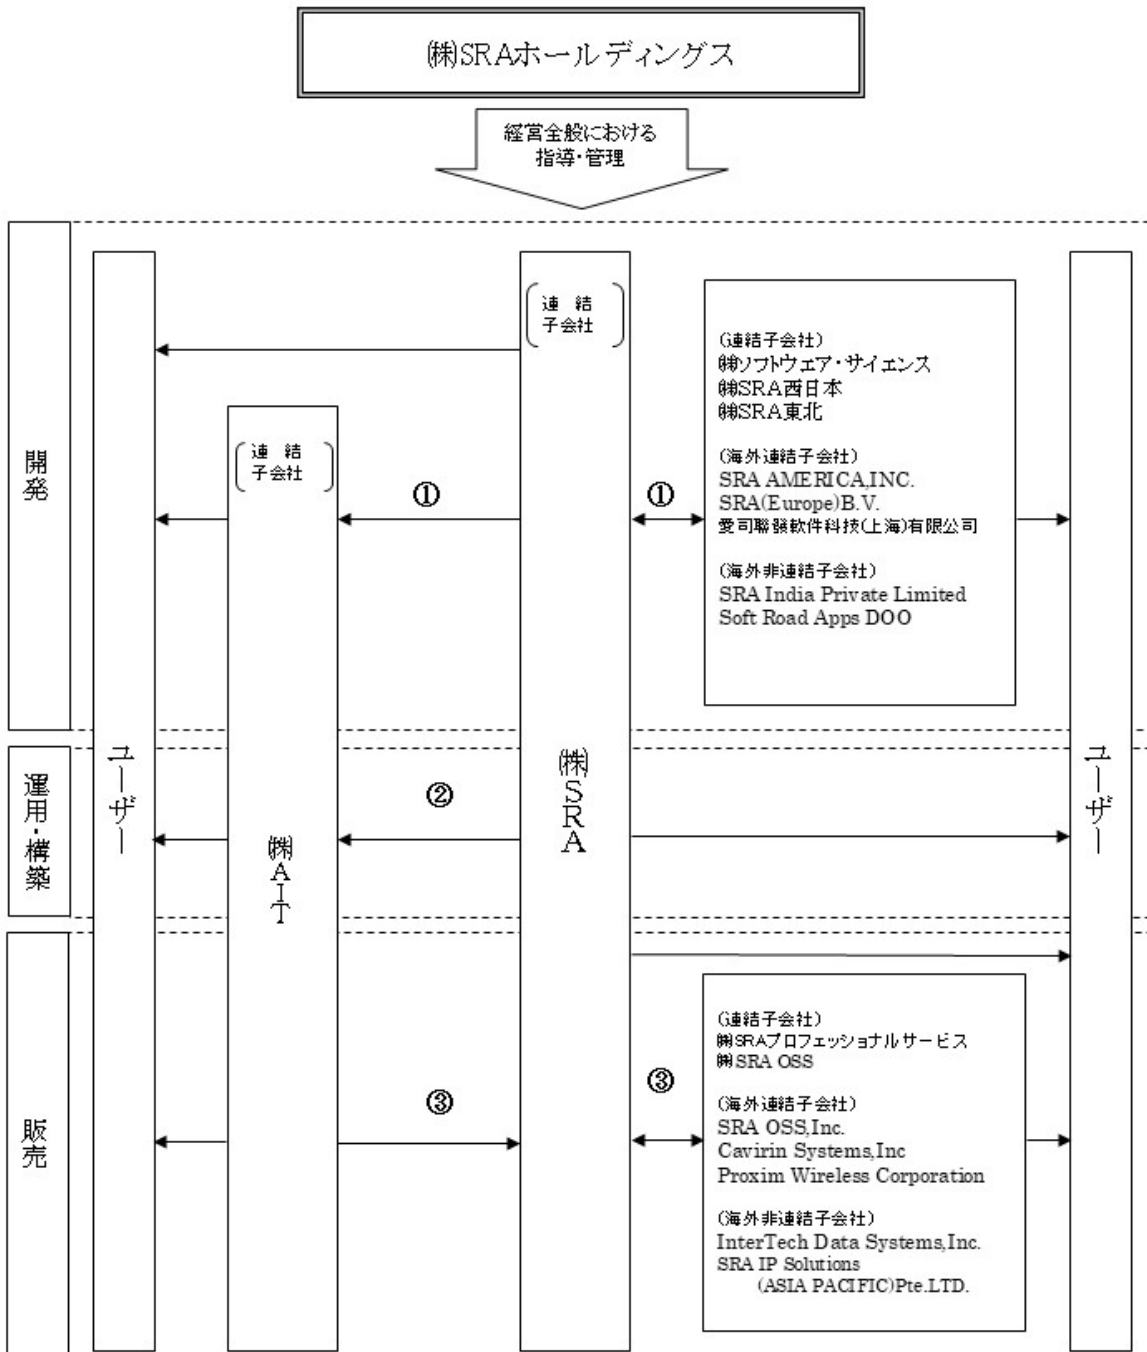 ㈱SRAホールディングス
経営全般における
指導・管理
開発
ユーザー
連結
子会社
㈱AIT
①
連結
子会社
㈱SRA
①
(連結子会社)
㈱ソフトウェア・サイエンス
㈱SRA西日本
㈱SRA東北
(海外連結子会社)
SRA AMERICA,INC.
SRA(Europe)B.V.
愛司聯發軟件科技(上海)有限公司
(海外非連結子会社)
SRA India Private Limited
Soft Road Apps DOO
ユーザー
運用・構築
②
販売
③
③
(連結子会社)
㈱SRAプロフェッショナルサービス
㈱SRA OSS
(海外連結子会社)
SRA OSS,Inc.
Cavirin Systems,Inc
Proxim Wireless Corporation
(海外非連結子会社)
InterTech Data Systems,Inc.
SRA IP Solutions
(ASIA PACIFIC)Pte.LTD.